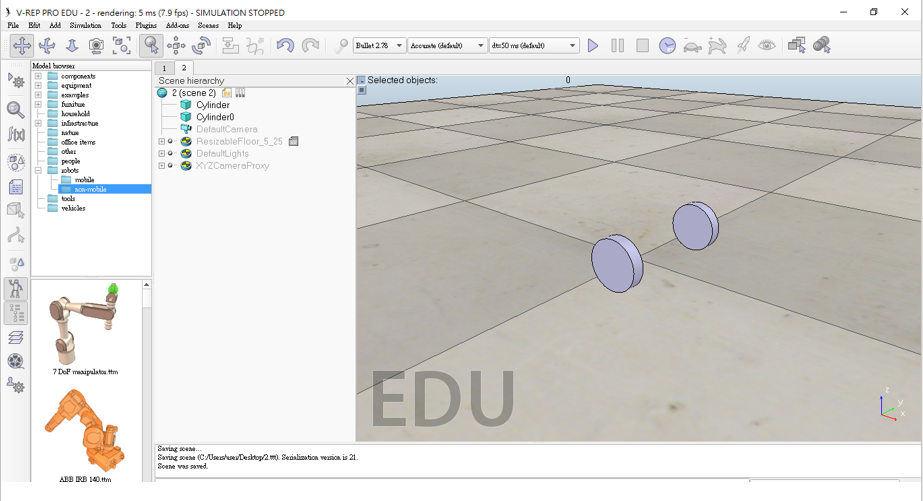 V-REP PRO EDU - 2 - rendering: 5 ms (7.9 fps) - SIMULATION STOPPED
File Edit Add Simulation Tools Plugins Add-ons Scenes Help
Bullet 2.78 Accurate (default) dt=50 ms (default)
f(x)
Model browser
components
equipment
examples
furniture
household
infrastructure
nature
office items
other
people
robots
mobile
non-mobile
tools
vehicles
7 DoF manipulator.ttm
ABB IRB 140.ttm
1 2
Scene hierarchy
2 (scene 2)
Cylinder
Cylinder0
DefaultCamera
ResizableFloor_5_25
DefaultLights
XYZCameraProxy
Selected objects: 0
EDU
z
y
x
Saving scene...
Saving scene (C:/Users/user/Desktop/2.ttt). Serialization version is 21.
Scene was saved.